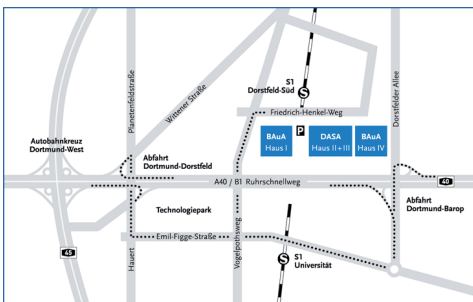 S1
Dorstfeld-Süd
S
Planetenfeldstraße
Wittener Straße
Dorstfelder Allee
Friedrich-Henkel-Weg
P
BAuA
Haus I
DASA
Haus II+III
BAuA
Haus IV
Autobahnkreuz
Dortmund-West
Abfahrt
Dortmund-Dorstfeld
A40 / B1 Ruhrschnellweg
40
Technologiepark
Abfahrt
Dortmund-Barop
Emil-Figge-Straße
Vogelpothsweg
Hauert
45
S
S1
Universität